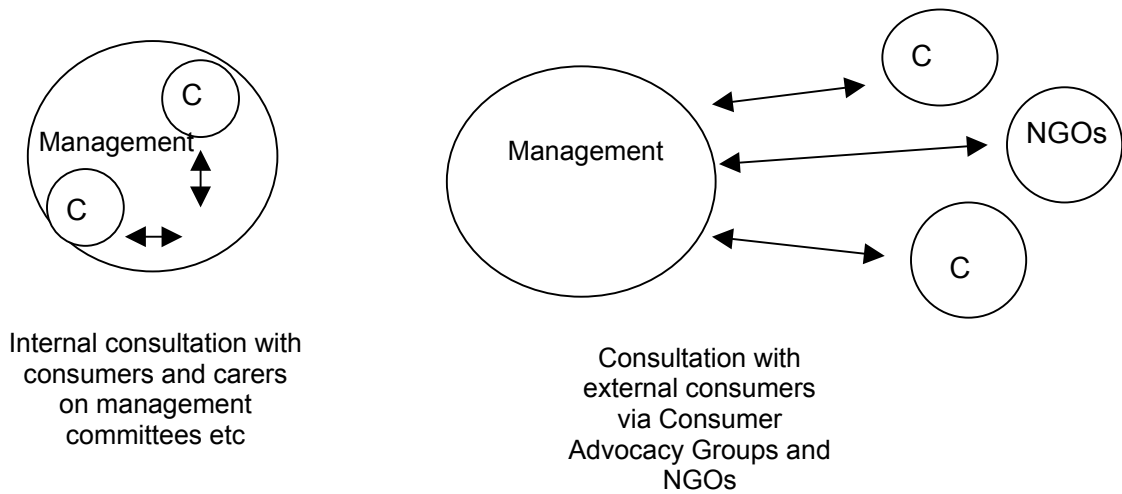 C
Management
C
Internal consultation with
consumers and carers
on management
committees etc
C
Management
NGOs
C
Consultation with
external consumers
via Consumer
Advocacy Groups and
NGOs